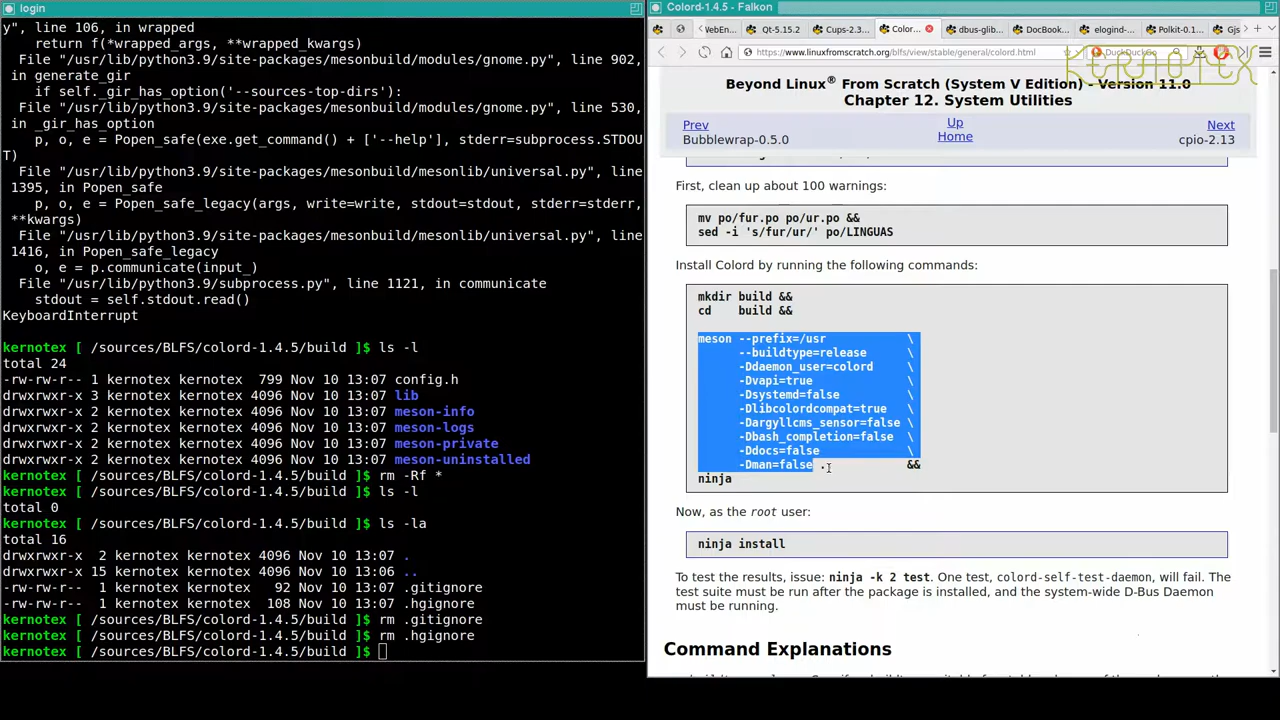 login
y", line 106, in wrapped
    return f(*wrapped_args, **wrapped_kwargs)
  File "/usr/lib/python3.9/site-packages/mesonbuild/modules/gnome.py", line 902,
in generate_gir
    if self._gir_has_option('--sources-top-dirs'):
  File "/usr/lib/python3.9/site-packages/mesonbuild/modules/gnome.py", line 530,
in _gir_has_option
    p, o, e = Popen_safe(exe.get_command() + ['--help'], stderr=subprocess.STDOU
T)
  File "/usr/lib/python3.9/site-packages/mesonbuild/mesonlib/universal.py", line
1395, in Popen_safe
    p, o, e = Popen_safe_legacy(args, write=write, stdout=stdout, stderr=stderr,
**kwargs)
  File "/usr/lib/python3.9/site-packages/mesonbuild/mesonlib/universal.py", line
1416, in Popen_safe_legacy
    o, e = p.communicate(input_)
  File "/usr/lib/python3.9/subprocess.py", line 1121, in communicate
    stdout = self.stdout.read()
KeyboardInterrupt
kernotex [ /sources/BLFS/colord-1.4.5/build ]$ ls -l
total 24
-rw-rw-r-- 1 kernotex kernotex  799 Nov 10 13:07 config.h
drwxrwxr-x 3 kernotex kernotex 4096 Nov 10 13:07 lib
drwxrwxr-x 2 kernotex kernotex 4096 Nov 10 13:07 meson-info
drwxrwxr-x 2 kernotex kernotex 4096 Nov 10 13:07 meson-logs
drwxrwxr-x 2 kernotex kernotex 4096 Nov 10 13:07 meson-private
drwxrwxr-x 2 kernotex kernotex 4096 Nov 10 13:07 meson-uninstalled
kernotex [ /sources/BLFS/colord-1.4.5/build ]$ rm -Rf *
kernotex [ /sources/BLFS/colord-1.4.5/build ]$ ls -l
total 0
kernotex [ /sources/BLFS/colord-1.4.5/build ]$ ls -la
total 16
drwxrwxr-x  2 kernotex kernotex 4096 Nov 10 13:07 .
drwxrwxr-x 15 kernotex kernotex 4096 Nov 10 13:06 ..
-rw-rw-r--  1 kernotex kernotex   92 Nov 10 13:07 .gitignore
-rw-rw-r--  1 kernotex kernotex  108 Nov 10 13:07 .hgignore
kernotex [ /sources/BLFS/colord-1.4.5/build ]$ rm .gitignore
kernotex [ /sources/BLFS/colord-1.4.5/build ]$ rm .hgignore
kernotex [ /sources/BLFS/colord-1.4.5/build ]$
Colord-1.4.5 - Falkon
WebEn... Qt-5.15.2 Cups-2.3... Color... dbus-glib... DocBook... elogind-... Polkit-0.1... Gjs
https://www.linuxfromscratch.org/blfs/view/stable/general/colord.html DuckDuckGo
KERNOTEX
Beyond Linux® From Scratch (System V Edition) - Version 11.0
Chapter 12. System Utilities
Prev Up Next
Bubblewrap-0.5.0 Home cpio-2.13
First, clean up about 100 warnings:
mv po/fur.po po/ur.po &&
sed -i 's/fur/ur/' po/LINGUAS
Install Colord by running the following commands:
mkdir build &&
cd    build &&
meson --prefix=/usr            \
      --buildtype=release      \
      -Ddaemon_user=colord     \
      -Dvapi=true              \
      -Dsystemd=false          \
      -Dlibcolordcompat=true   \
      -Dargyllcms_sensor=false \
      -Dbash_completion=false  \
      -Ddocs=false             \
      -Dman=false ..           &&
ninja
Now, as the root user:
ninja install
To test the results, issue: ninja -k 2 test. One test, colord-self-test-daemon, will fail. The
test suite must be run after the package is installed, and the system-wide D-Bus Daemon
must be running.
Command Explanations